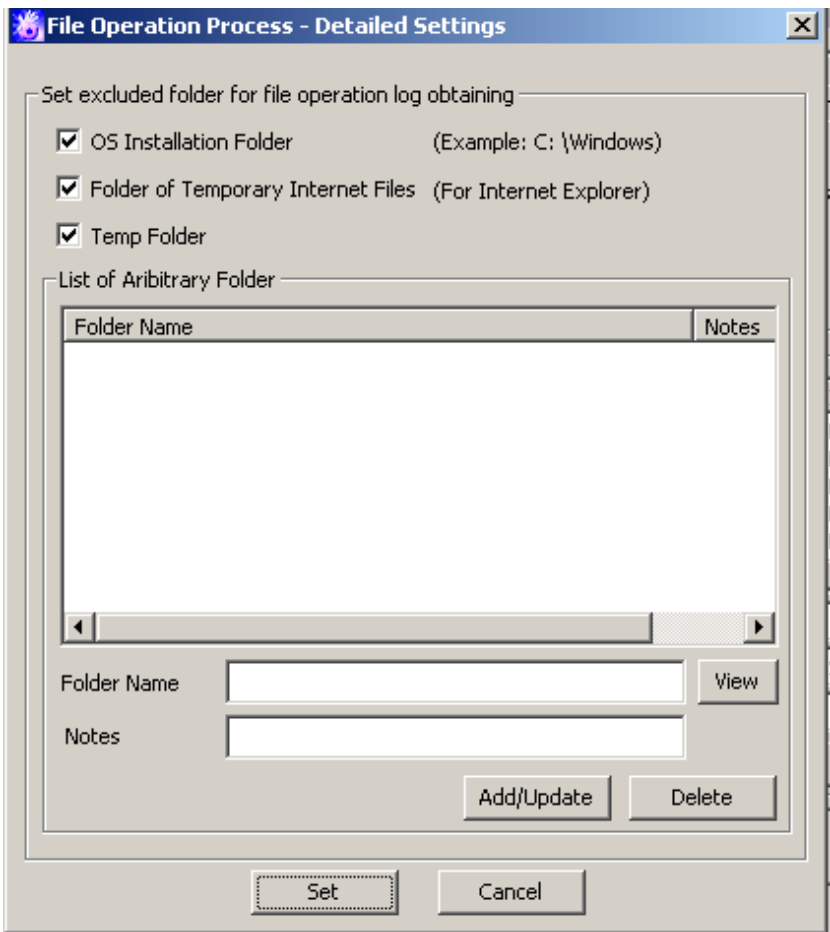 File Operation Process - Detailed Settings
Set excluded folder for file operation log obtaining
OS Installation Folder (Example: C: \Windows)
Folder of Temporary Internet Files (For Internet Explorer)
Temp Folder
List of Aribitrary Folder
Folder Name Notes
Folder Name View
Notes
Add/Update Delete
Set Cancel